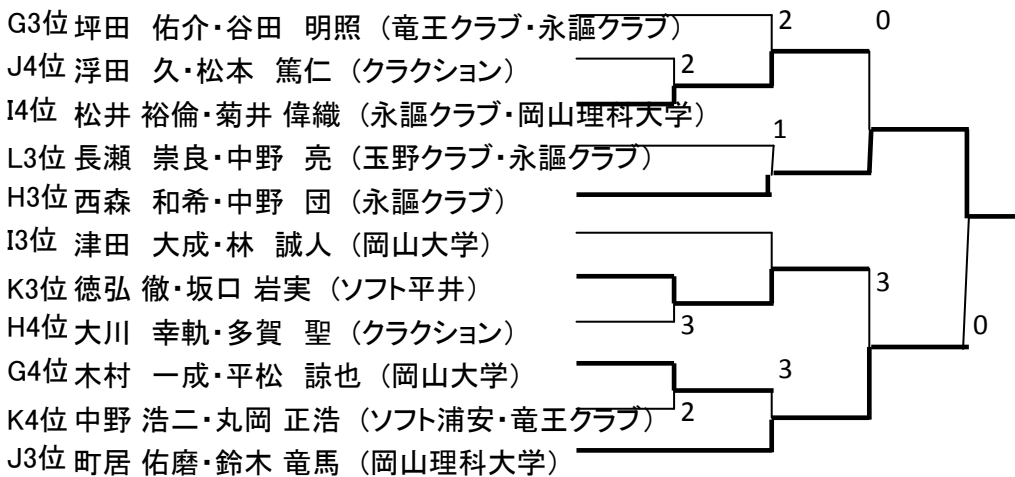 G3位 坪田　佑介・谷田　明照　（竜王クラブ・永謳クラブ） 2 0
J4位 浮田　久・松本　篤仁　（クラクション） 2
I4位 松井 裕倫・菊井 偉織　（永謳クラブ・岡山理科大学）
1
L3位 長瀬　崇良・中野　亮　（玉野クラブ・永謳クラブ）
H3位 西森　和希・中野　団　（永謳クラブ）
I3位 津田　大成・林　誠人　（岡山大学）
K3位 徳弘 徹・坂口 岩実　（ソフト平井） 3
H4位 大川　幸軌・多賀　聖　（クラクション） 3 0
G4位 木村　一成・平松　諒也　（岡山大学） 3
K4位 中野 浩二・丸岡 正浩　（ソフト浦安・竜王クラブ） 2
J3位 町居 佑磨・鈴木 竜馬　（岡山理科大学）